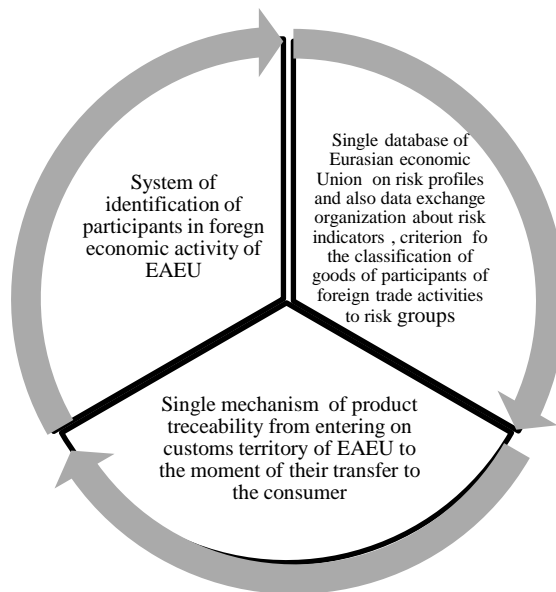 System of
identification of
participants in foregn
economic activity of
EAEU
Single database of
Eurasian economic
Union on risk profiles
and also data exchange
organization about risk
indicators , criterion fo
the classification of
goods of participants of
foreign trade activities
to risk groups
Single mechanism of product
treceability from entering on
customs territory of EAEU to
the moment of their transfer to
the consumer